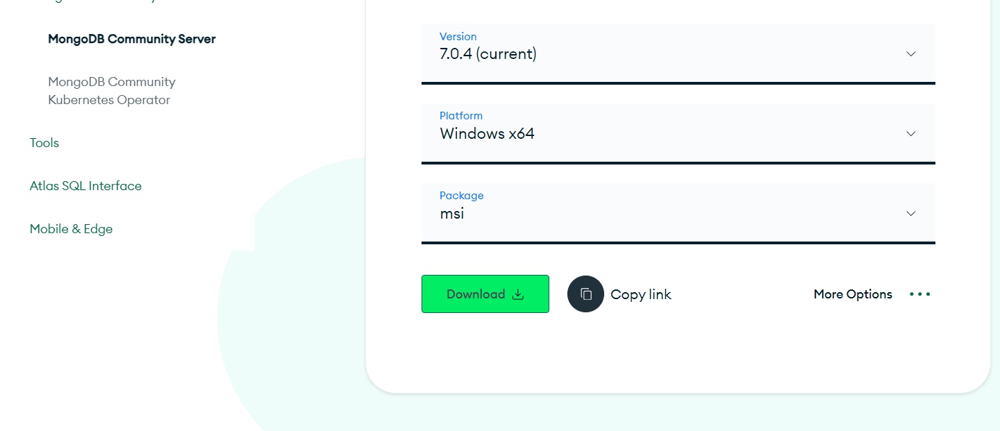 MongoDB Community Server
MongoDB Community
Kubernetes Operator
Tools
Atlas SQL Interface
Mobile & Edge
Version
7.0.4 (current)
Platform
Windows x64
Package
msi
Download
Copy link
More Options